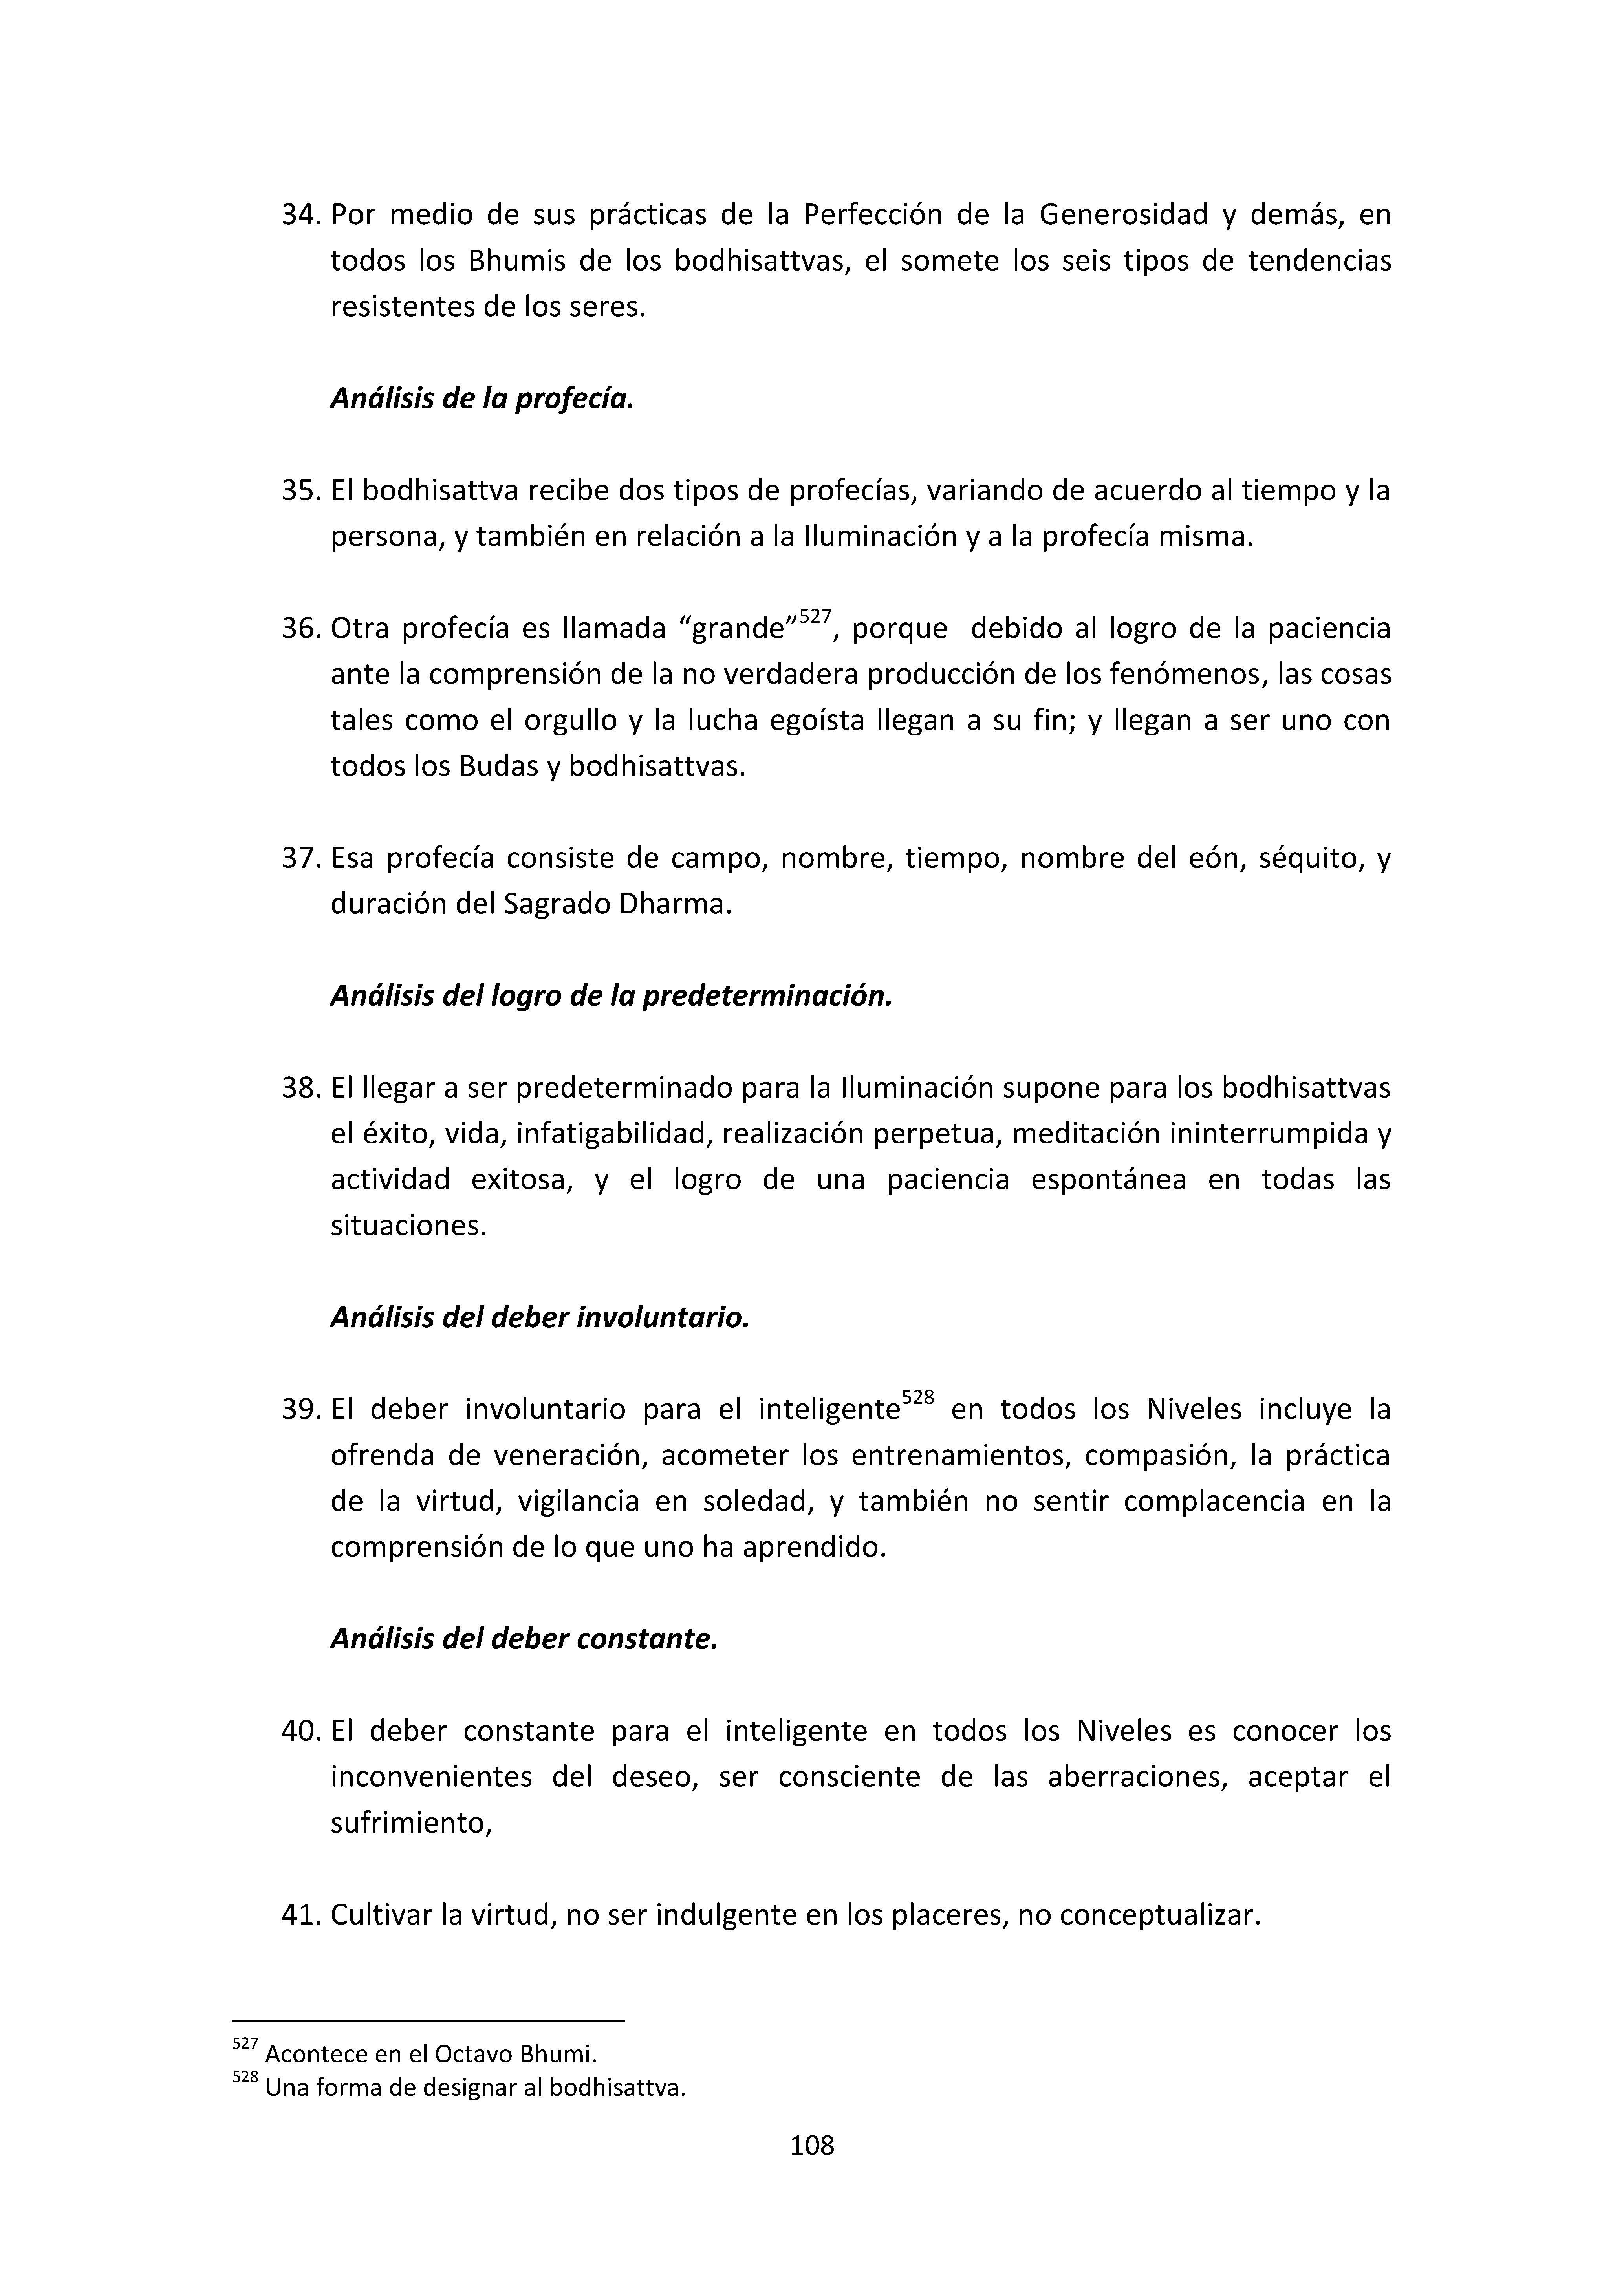 34. Por medio de sus prácticas de la Perfección de la Generosidad y demás, en
todos los Bhumis de los bodhisattvas, el somete los seis tipos de tendencias
resistentes de los seres.
Análisis de la profecía.
35. El bodhisattva recibe dos tipos de profecías, variando de acuerdo al tiempo y la
persona, y también en relación a la Iluminación y a la profecía misma.
36. Otra profecía es llamada “grande”527, porque  debido al logro de la paciencia
ante la comprensión de la no verdadera producción de los fenómenos, las cosas
tales como el orgullo y la lucha egoísta llegan a su fin; y llegan a ser uno con
todos los Budas y bodhisattvas.
37. Esa profecía consiste de campo, nombre, tiempo, nombre del eón, séquito, y
duración del Sagrado Dharma.
Análisis del logro de la predeterminación.
38. El llegar a ser predeterminado para la Iluminación supone para los bodhisattvas
el éxito, vida, infatigabilidad, realización perpetua, meditación ininterrumpida y
actividad exitosa, y el logro de una paciencia espontánea en todas las
situaciones.
Análisis del deber involuntario.
39. El deber involuntario para el inteligente528 en todos los Niveles incluye la
ofrenda de veneración, acometer los entrenamientos, compasión, la práctica
de la virtud, vigilancia en soledad, y también no sentir complacencia en la
comprensión de lo que uno ha aprendido.
Análisis del deber constante.
40. El deber constante para el inteligente en todos los Niveles es conocer los
inconvenientes del deseo, ser consciente de las aberraciones, aceptar el
sufrimiento,
41. Cultivar la virtud, no ser indulgente en los placeres, no conceptualizar.
527 Acontece en el Octavo Bhumi.
528 Una forma de designar al bodhisattva.
108